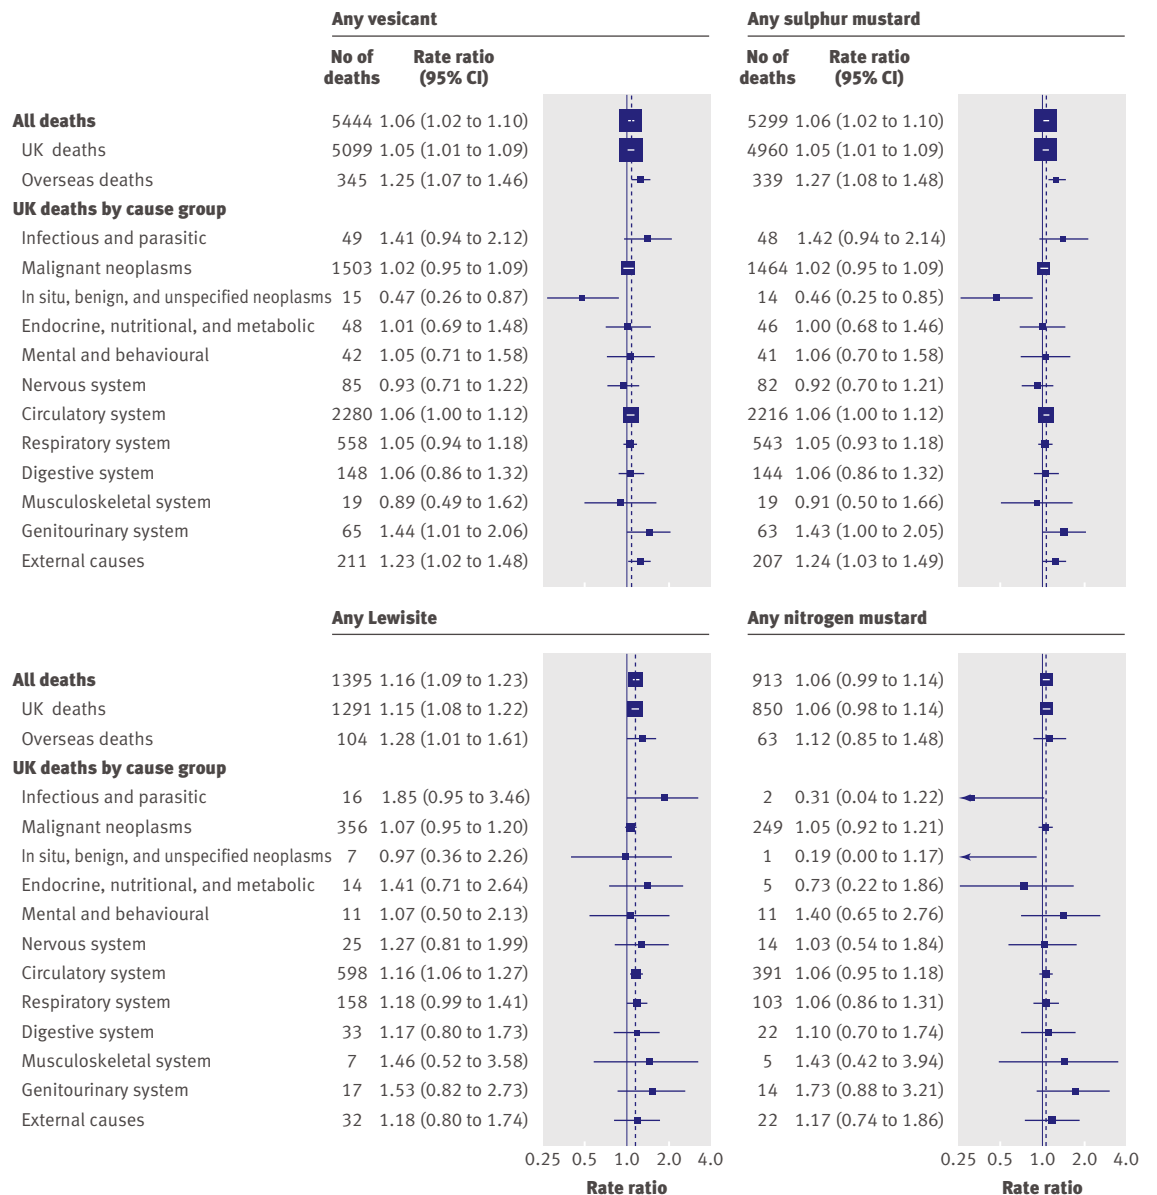 Any vesicant Any sulphur mustard
No of deaths Rate ratio (95% CI) No of deaths Rate ratio (95% CI)
All deaths 5444 1.06 (1.02 to 1.10) 5299 1.06 (1.02 to 1.10)
UK deaths 5099 1.05 (1.01 to 1.09) 4960 1.05 (1.01 to 1.09)
Overseas deaths 345 1.25 (1.07 to 1.46) 339 1.27 (1.08 to 1.48)
UK deaths by cause group
Infectious and parasitic 49 1.41 (0.94 to 2.12) 48 1.42 (0.94 to 2.14)
Malignant neoplasms 1503 1.02 (0.95 to 1.09) 1464 1.02 (0.95 to 1.09)
In situ, benign, and unspecified neoplasms 15 0.47 (0.26 to 0.87) 14 0.46 (0.25 to 0.85)
Endocrine, nutritional, and metabolic 48 1.01 (0.69 to 1.48) 46 1.00 (0.68 to 1.46)
Mental and behavioural 42 1.05 (0.71 to 1.58) 41 1.06 (0.70 to 1.58)
Nervous system 85 0.93 (0.71 to 1.22) 82 0.92 (0.70 to 1.21)
Circulatory system 2280 1.06 (1.00 to 1.12) 2216 1.06 (1.00 to 1.12)
Respiratory system 558 1.05 (0.94 to 1.18) 543 1.05 (0.93 to 1.18)
Digestive system 148 1.06 (0.86 to 1.32) 144 1.06 (0.86 to 1.32)
Musculoskeletal system 19 0.89 (0.49 to 1.62) 19 0.91 (0.50 to 1.66)
Genitourinary system 65 1.44 (1.01 to 2.06) 63 1.43 (1.00 to 2.05)
External causes 211 1.23 (1.02 to 1.48) 207 1.24 (1.03 to 1.49)
Any Lewisite Any nitrogen mustard
All deaths 1395 1.16 (1.09 to 1.23) 913 1.06 (0.99 to 1.14)
UK deaths 1291 1.15 (1.08 to 1.22) 850 1.06 (0.98 to 1.14)
Overseas deaths 104 1.28 (1.01 to 1.61) 63 1.12 (0.85 to 1.48)
UK deaths by cause group
Infectious and parasitic 16 1.85 (0.95 to 3.46) 2 0.31 (0.04 to 1.22)
Malignant neoplasms 356 1.07 (0.95 to 1.20) 249 1.05 (0.92 to 1.21)
In situ, benign, and unspecified neoplasms 7 0.97 (0.36 to 2.26) 1 0.19 (0.00 to 1.17)
Endocrine, nutritional, and metabolic 14 1.41 (0.71 to 2.64) 5 0.73 (0.22 to 1.86)
Mental and behavioural 11 1.07 (0.50 to 2.13) 11 1.40 (0.65 to 2.76)
Nervous system 25 1.27 (0.81 to 1.99) 14 1.03 (0.54 to 1.84)
Circulatory system 598 1.16 (1.06 to 1.27) 391 1.06 (0.95 to 1.18)
Respiratory system 158 1.18 (0.99 to 1.41) 103 1.06 (0.86 to 1.31)
Digestive system 33 1.17 (0.80 to 1.73) 22 1.10 (0.70 to 1.74)
Musculoskeletal system 7 1.46 (0.52 to 3.58) 5 1.43 (0.42 to 3.94)
Genitourinary system 17 1.53 (0.82 to 2.73) 14 1.73 (0.88 to 3.21)
External causes 32 1.18 (0.80 to 1.74) 22 1.17 (0.74 to 1.86)
0.25 0.5 1.0 2.0 4.0 0.25 0.5 1.0 2.0 4.0
Rate ratio Rate ratio